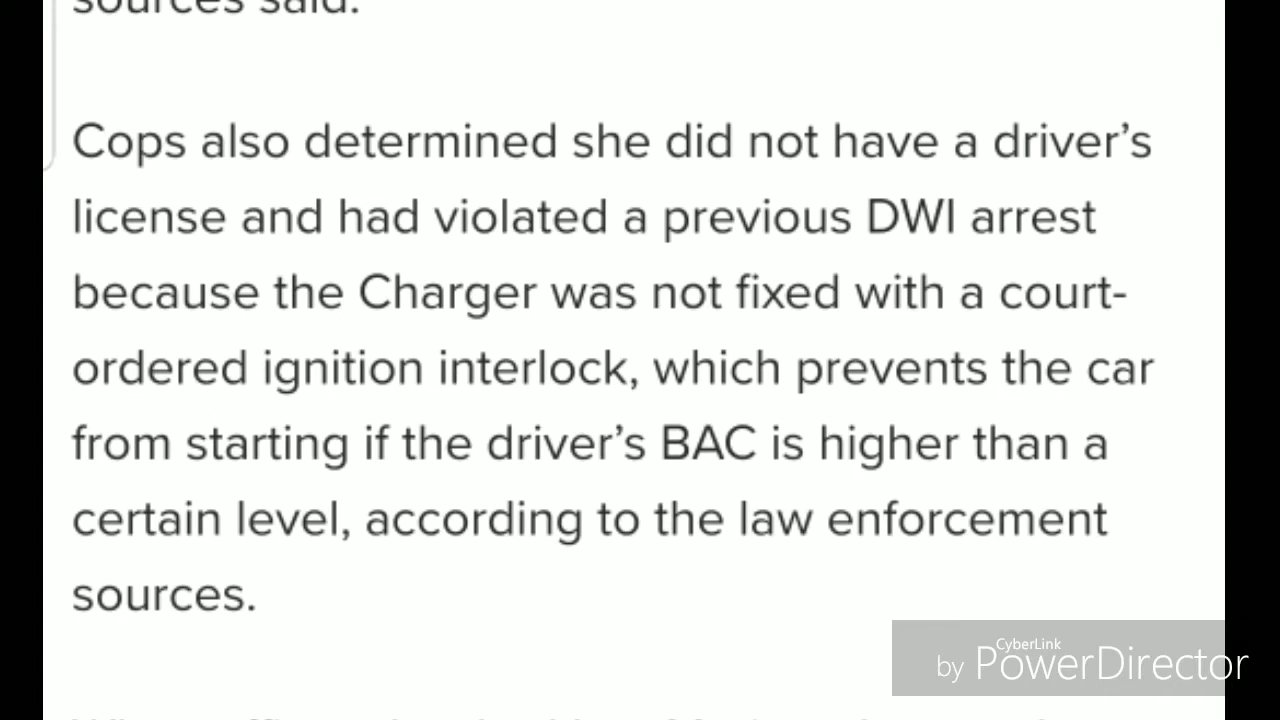 sources said.
Cops also determined she did not have a driver’s
license and had violated a previous DWI arrest
because the Charger was not fixed with a court-
ordered ignition interlock, which prevents the car
from starting if the driver’s BAC is higher than a
certain level, according to the law enforcement
sources.
CyberLink
by PowerDirector